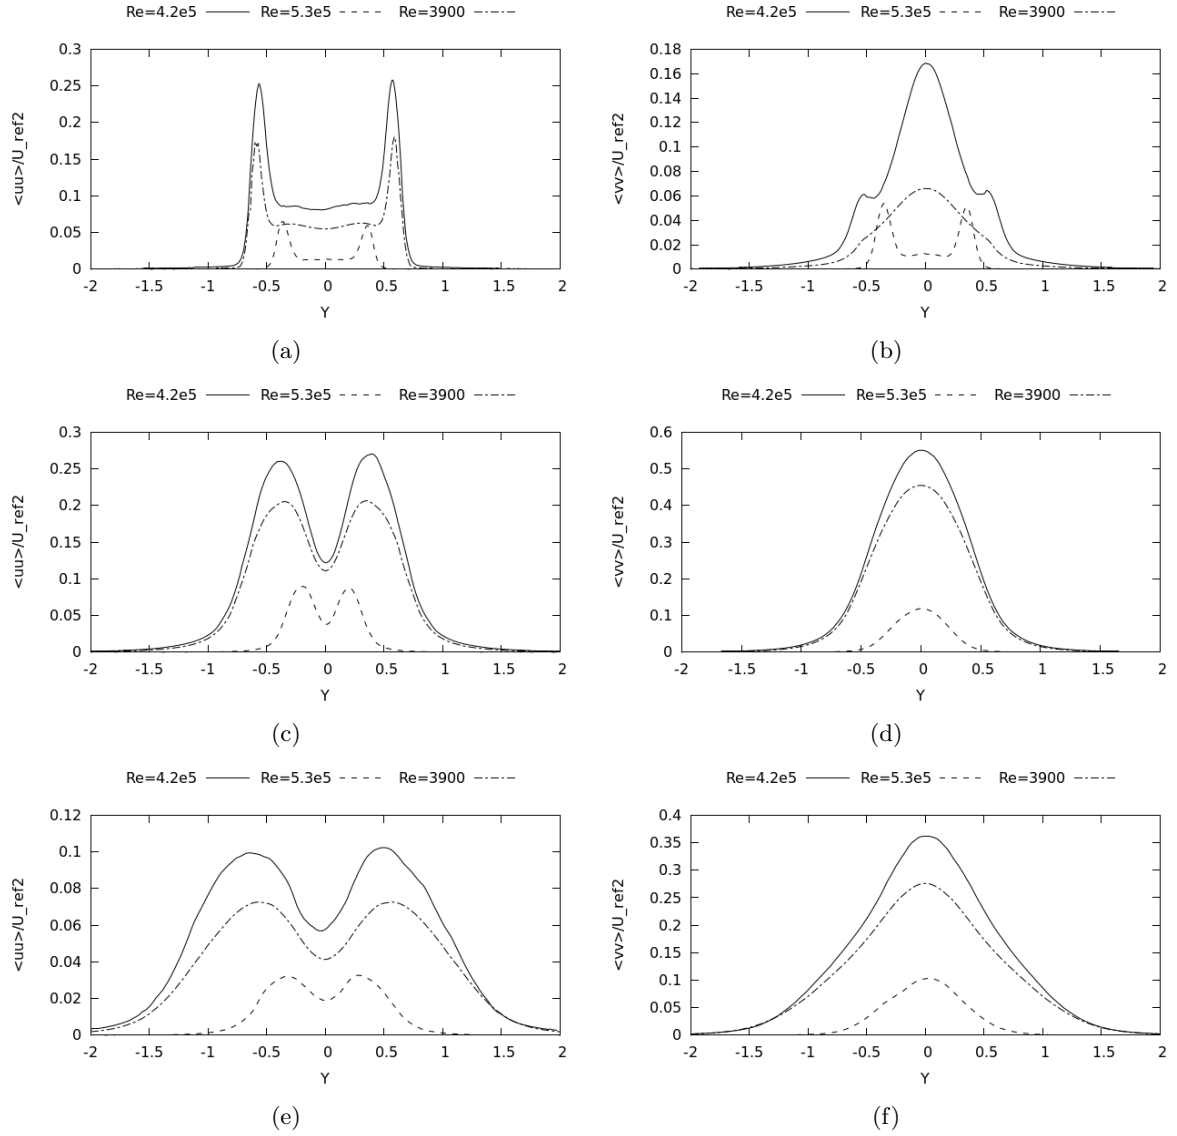 Re=4.2e5 Re=5.3e5 Re=3900
0.3
0.25
0.2
0.15
0.1
0.05
0
<uu>/U_ref2
-2 -1.5 -1 -0.5 0 0.5 1 1.5 2
Y
(a)
Re=4.2e5 Re=5.3e5 Re=3900
0.18
0.16
0.14
0.12
0.1
0.08
0.06
0.04
0.02
0
<vv>/U_ref2
-2 -1.5 -1 -0.5 0 0.5 1 1.5 2
Y
(b)
Re=4.2e5 Re=5.3e5 Re=3900
0.3
0.25
0.2
0.15
0.1
0.05
0
<uu>/U_ref2
-2 -1.5 -1 -0.5 0 0.5 1 1.5 2
Y
(c)
Re=4.2e5 Re=5.3e5 Re=3900
0.6
0.5
0.4
0.3
0.2
0.1
0
<vv>/U_ref2
-2 -1.5 -1 -0.5 0 0.5 1 1.5 2
Y
(d)
Re=4.2e5 Re=5.3e5 Re=3900
0.12
0.1
0.08
0.06
0.04
0.02
0
<uu>/U_ref2
-2 -1.5 -1 -0.5 0 0.5 1 1.5 2
Y
(e)
Re=4.2e5 Re=5.3e5 Re=3900
0.4
0.35
0.3
0.25
0.2
0.15
0.1
0.05
0
<vv>/U_ref2
-2 -1.5 -1 -0.5 0 0.5 1 1.5 2
Y
(f)